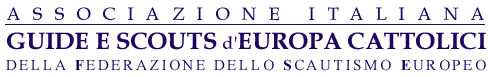 ASSOCIAZIONE ITALIANA
GUIDE E SCOUTS d'EUROPA CATTOLICI
DELLA FEDERAZIONE DELLO SCAUTISMO EUROPEO